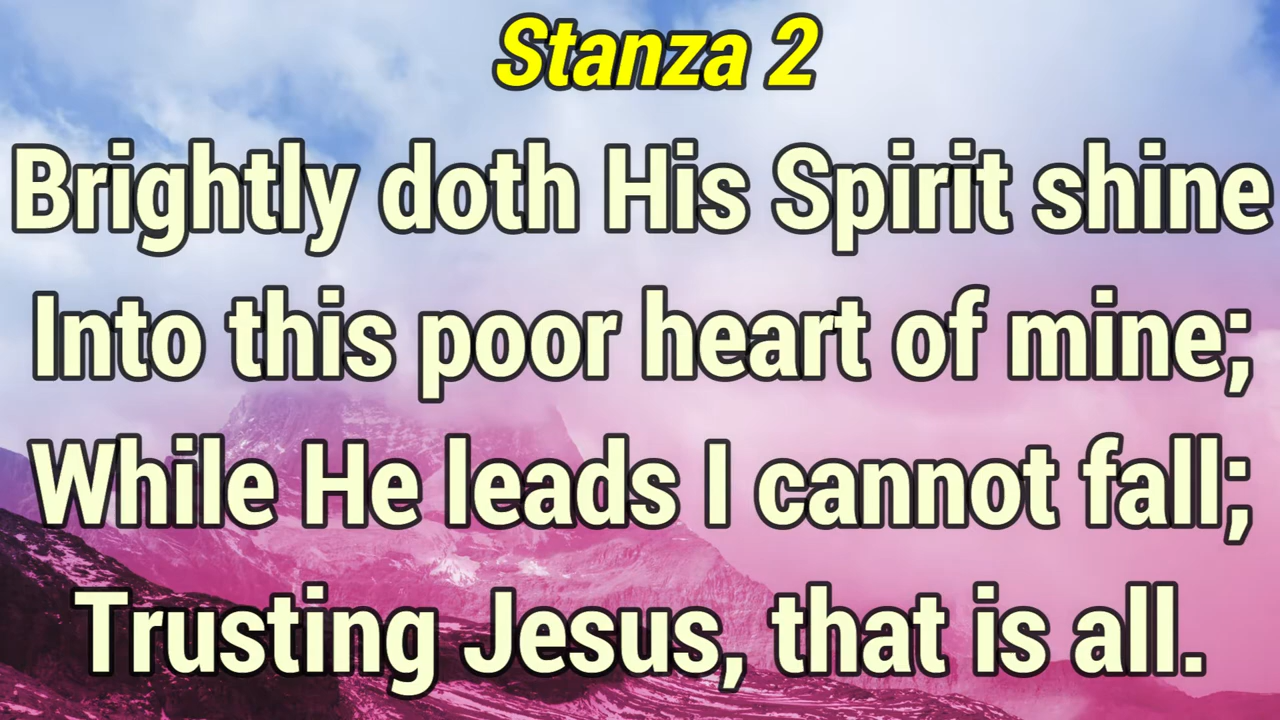 Stanza 2
Brightly doth His Spirit shine
Into this poor heart of mine;
While He leads I cannot fall;
Trusting Jesus, that is all.